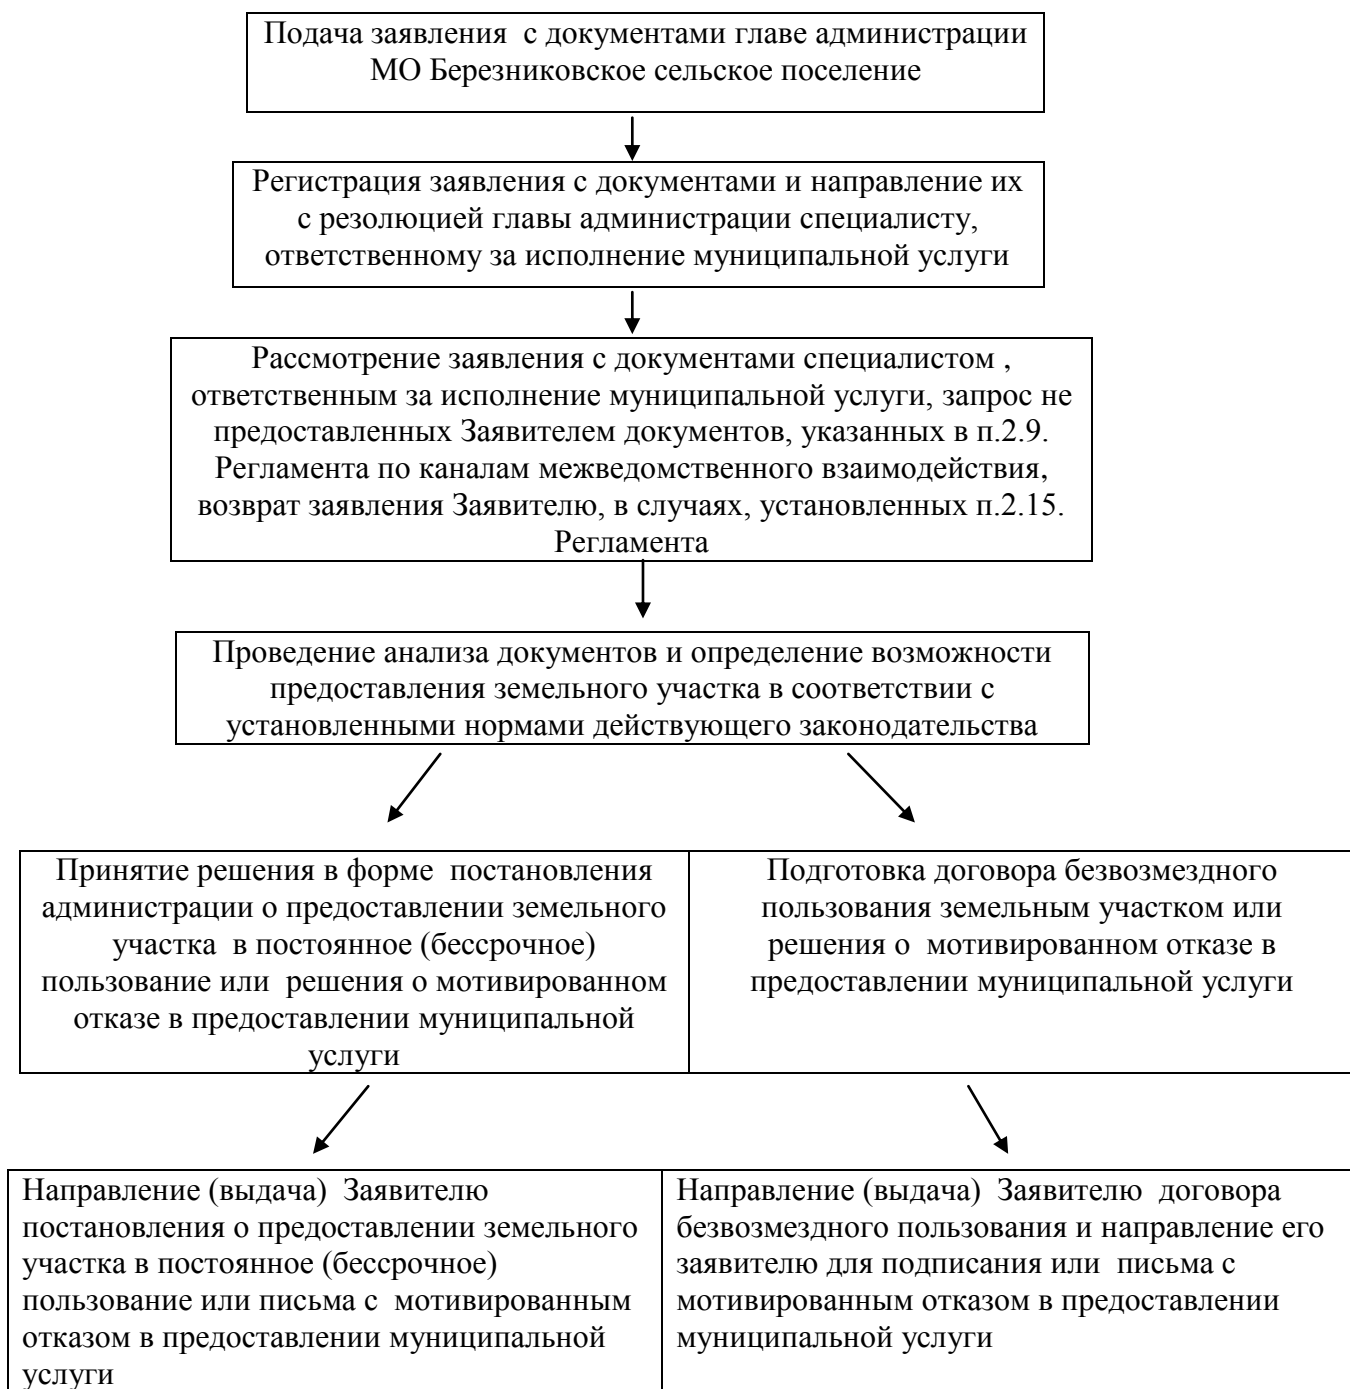 Подача заявления  с документами главе администрации
МО Березниковское сельское поселение
Регистрация заявления с документами и направление их
с резолюцией главы администрации специалисту,
ответственному за исполнение муниципальной услуги
Рассмотрение заявления с документами специалистом ,
ответственным за исполнение муниципальной услуги, запрос не
предоставленных Заявителем документов, указанных в п.2.9.
Регламента по каналам межведомственного взаимодействия,
возврат заявления Заявителю, в случаях, установленных п.2.15.
Регламента
Проведение анализа документов и определение возможности
предоставления земельного участка в соответствии с
установленными нормами действующего законодательства
Принятие решения в форме  постановления
администрации о предоставлении земельного
участка  в постоянное (бессрочное)
пользование или  решения о мотивированном
отказе в предоставлении муниципальной
услуги
Подготовка договора безвозмездного
пользования земельным участком или
решения о  мотивированном отказе в
предоставлении муниципальной услуги
Направление (выдача)  Заявителю
постановления о предоставлении земельного
участка в постоянное (бессрочное)
пользование или письма с  мотивированным
отказом в предоставлении муниципальной
услуги
Направление (выдача)  Заявителю  договора
безвозмездного пользования и направление его
заявителю для подписания или  письма с
мотивированным отказом в предоставлении
муниципальной услуги